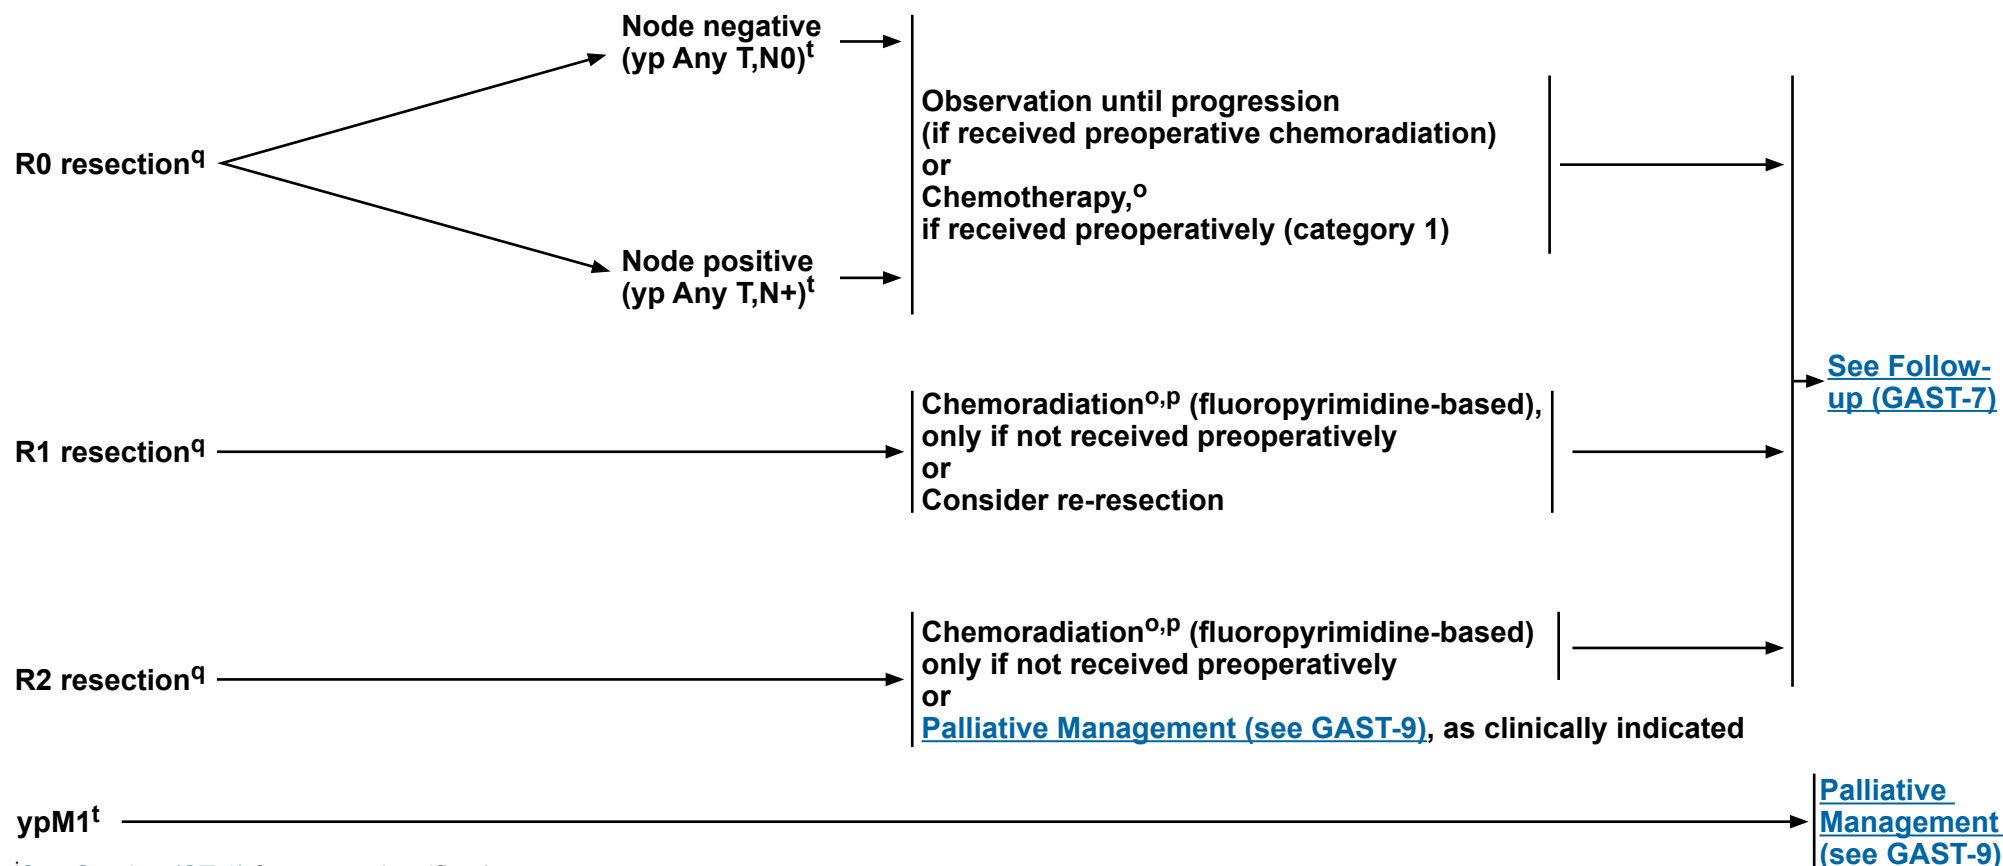 Node negative
(yp Any T,N0)t
Observation until progression
(if received preoperative chemoradiation)
or
Chemotherapy,o
if received preoperatively (category 1)
R0 resectionq
Node positive
(yp Any T,N+)t
See Follow-
up (GAST-7)
Chemoradiationo,p (fluoropyrimidine-based),
only if not received preoperatively
or
Consider re-resection
R1 resectionq
Chemoradiationo,p (fluoropyrimidine-based)
only if not received preoperatively
or
Palliative Management (see GAST-9), as clinically indicated
R2 resectionq
ypM1t
Palliative
Management
(see GAST-9)